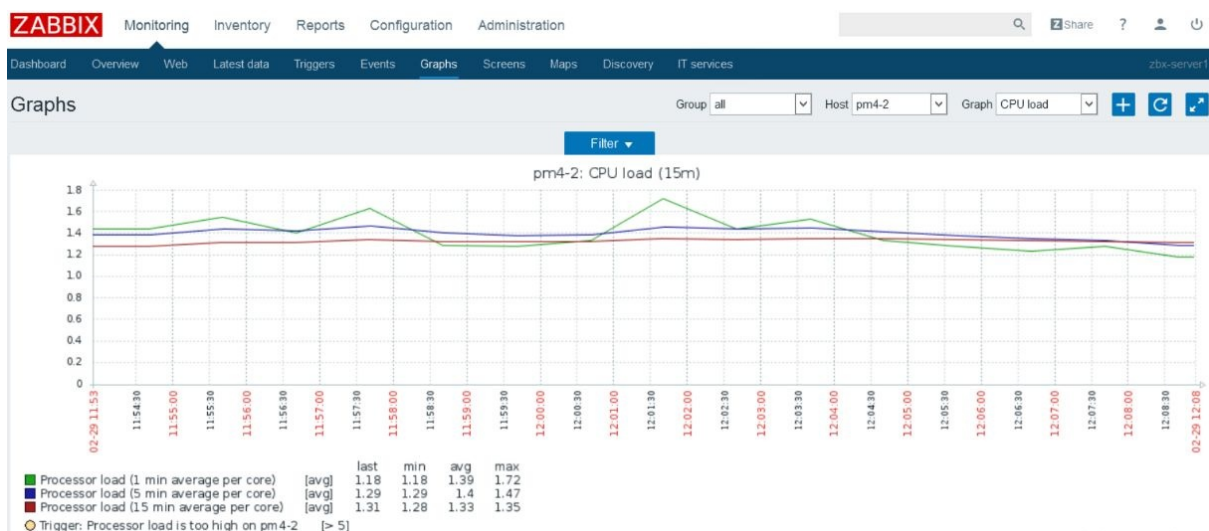 ZABBIX Monitoring Inventory Reports Configuration Administration Z Share ?
Dashboard Overview Web Latest data Triggers Events Graphs Screens Maps Discovery IT services zbx-server1
Graphs Group all Host pm4-2 Graph CPU load
Filter
pm4-2: CPU load (15m)
1.8
1.6
1.4
1.2
1.0
0.8
0.6
0.4
0.2
0
02-29 11:53 11:54:30 11:55:00 11:55:30 11:56:00 11:56:30 11:57:00 11:57:30 11:58:00 11:58:30 11:59:00 11:59:30 12:00:00 12:00:30 12:01:00 12:01:30 12:02:00 12:02:30 12:03:00 12:03:30 12:04:00 12:04:30 12:05:00 12:05:30 12:06:00 12:06:30 12:07:00 12:07:30 12:08:00 12:08:30 02-29 12:08
last min avg max
Processor load (1 min average per core) [avg] 1.18 1.18 1.39 1.72
Processor load (5 min average per core) [avg] 1.29 1.29 1.4 1.47
Processor load (15 min average per core) [avg] 1.31 1.28 1.33 1.35
Trigger: Processor load is too high on pm4-2 [> 5]